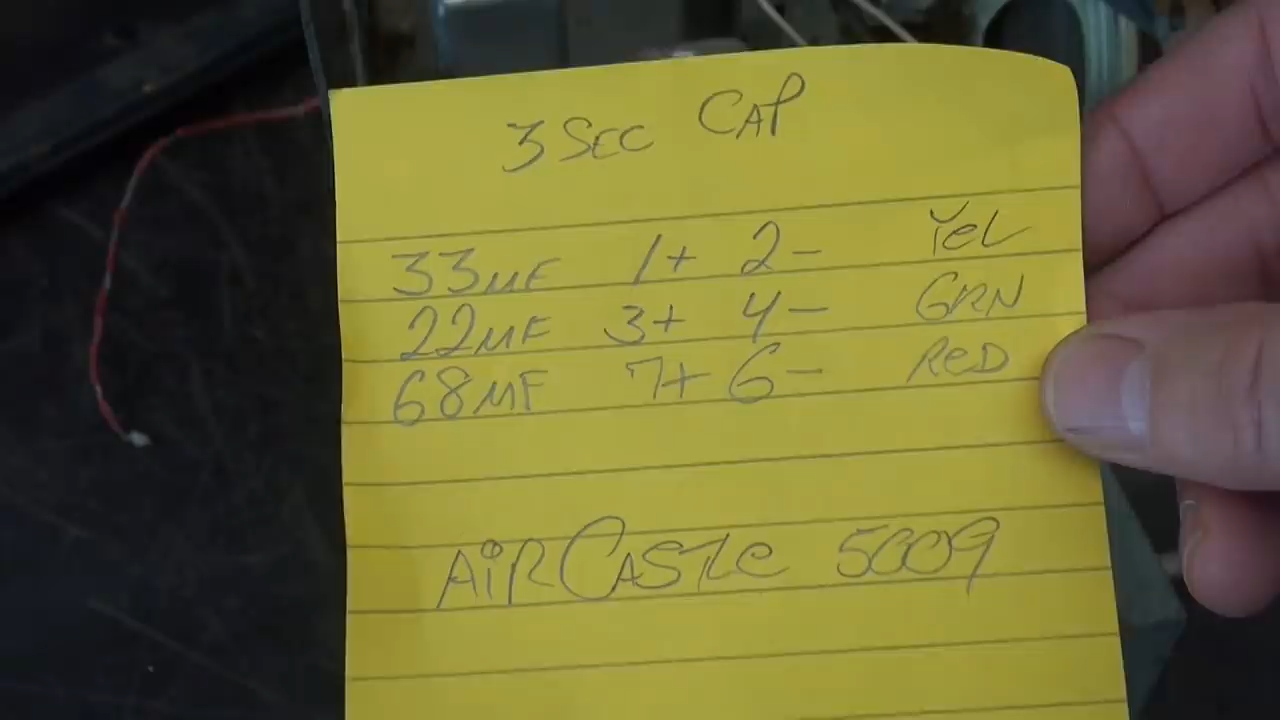 3 SEC CAP
33MF 1+ 2- YeL
22MF 3+ 4- GRN
68MF 7+ 6- ReD
AiRCASTLe 5009